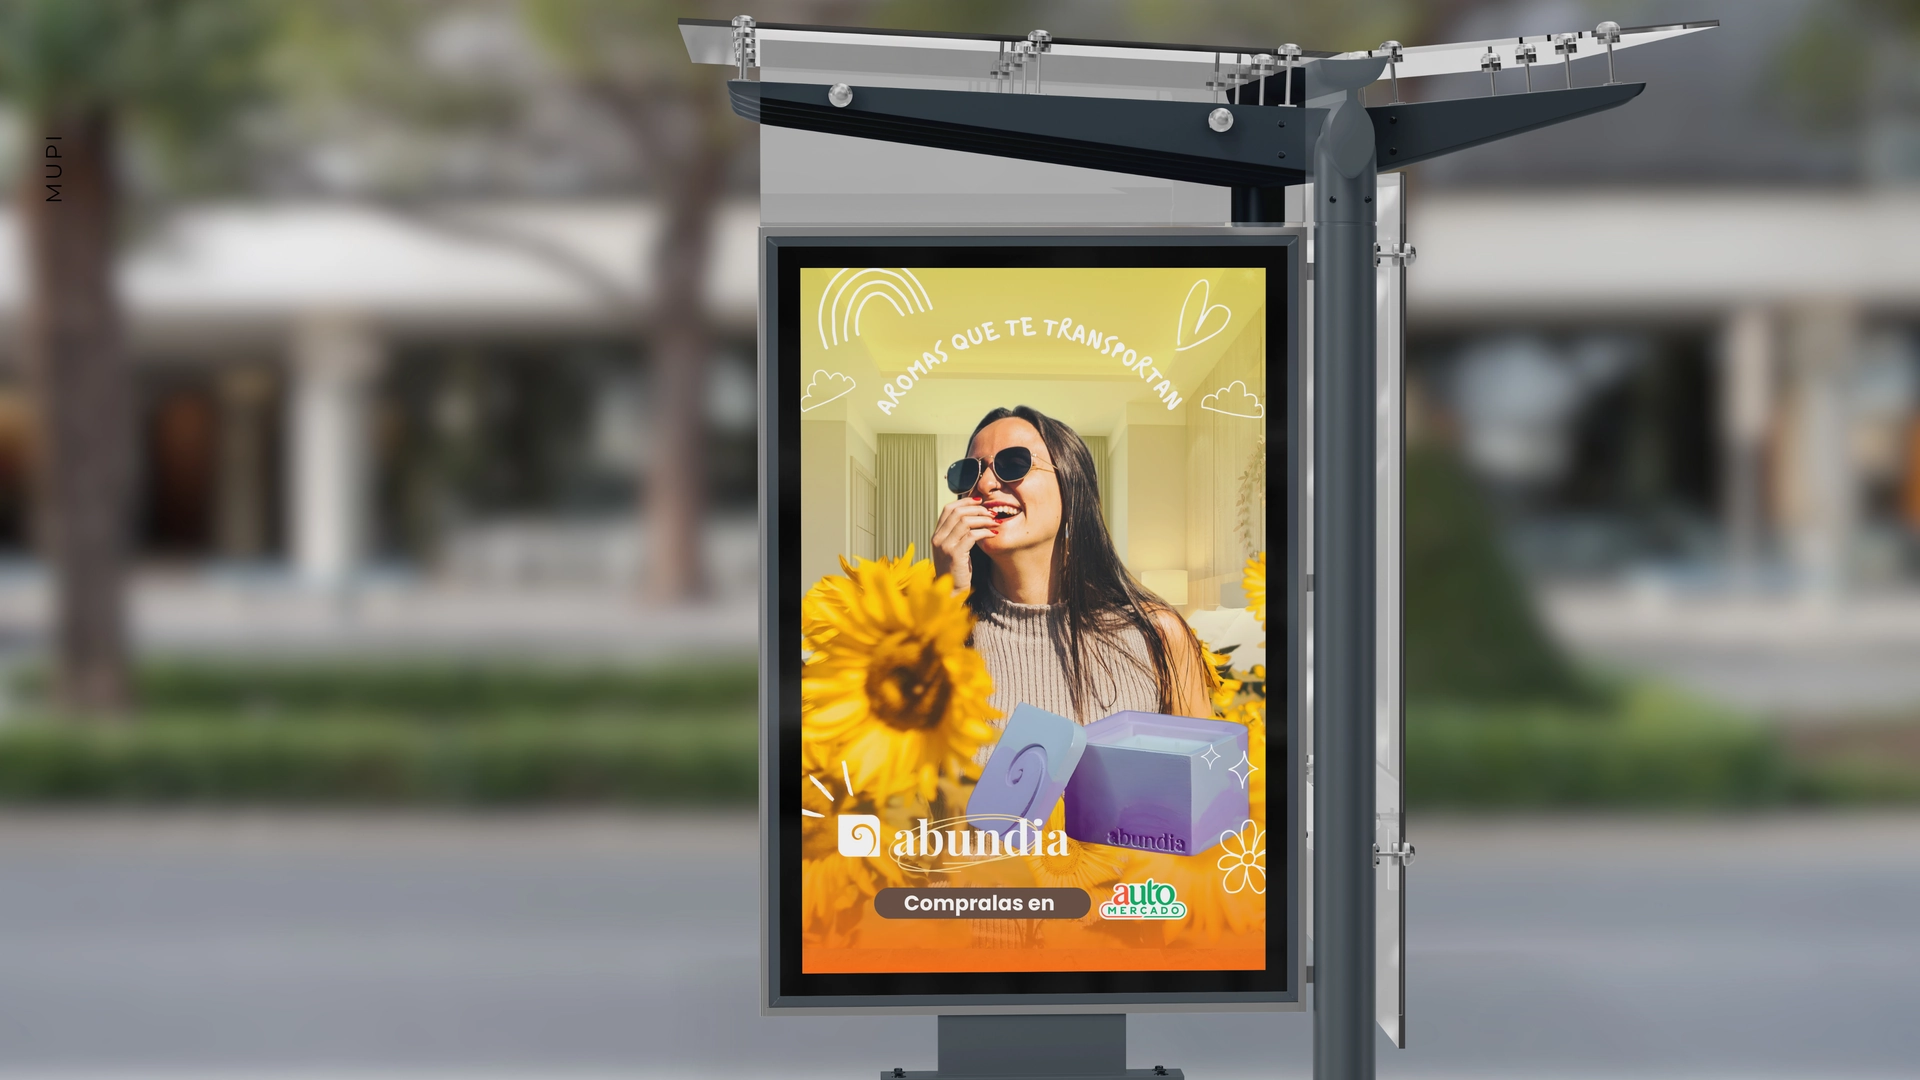 MUPI
AROMAS QUE TE TRANSPORTAN
abundia
abundia
Compralas en
auto
MERCADO